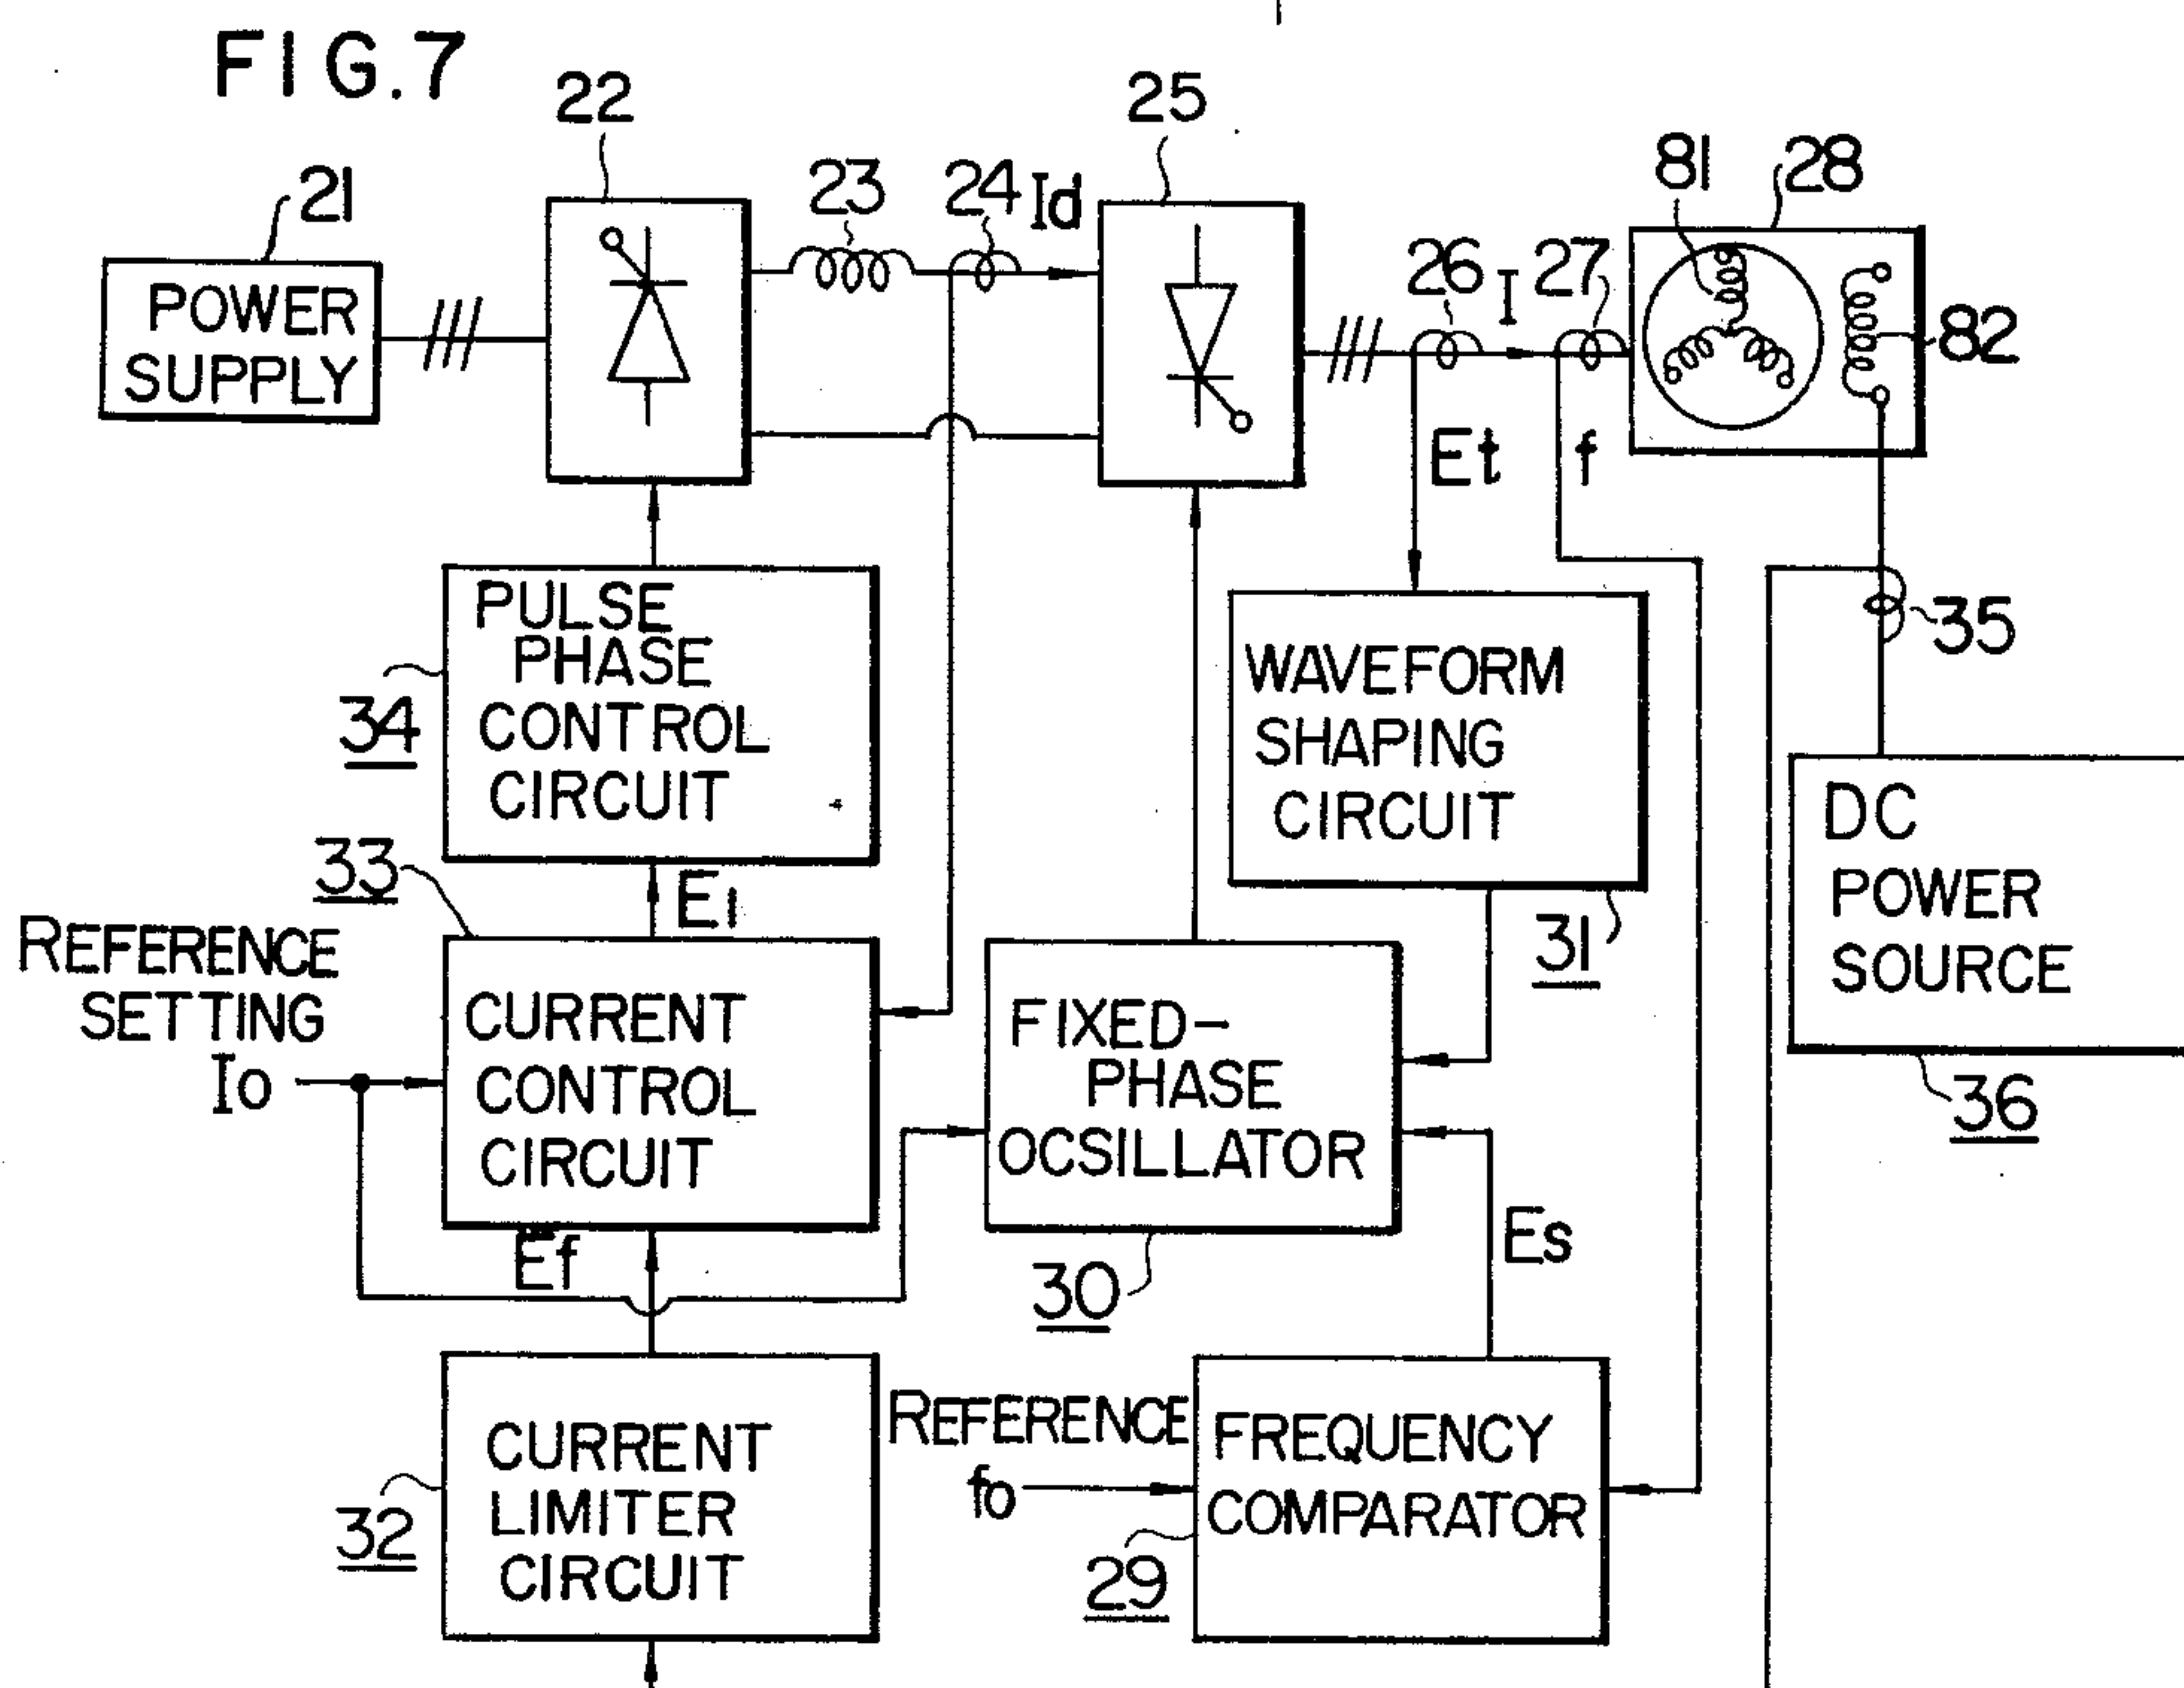 FIG.7
22
25
21
23
24
Id
81
28
26
I
27
82
POWER
SUPPLY
Et
f
PULSE
PHASE
CONTROL
CIRCUIT
34
WAVEFORM
SHAPING
CIRCUIT
31
35
DC
POWER
SOURCE
36
33
Ei
REFERENCE
SETTING
Io
CURRENT
CONTROL
CIRCUIT
Ef
FIXED-
PHASE
OCSILLATOR
30
Es
CURRENT
LIMITER
CIRCUIT
32
REFERENCE
fo
FREQUENCY
COMPARATOR
29